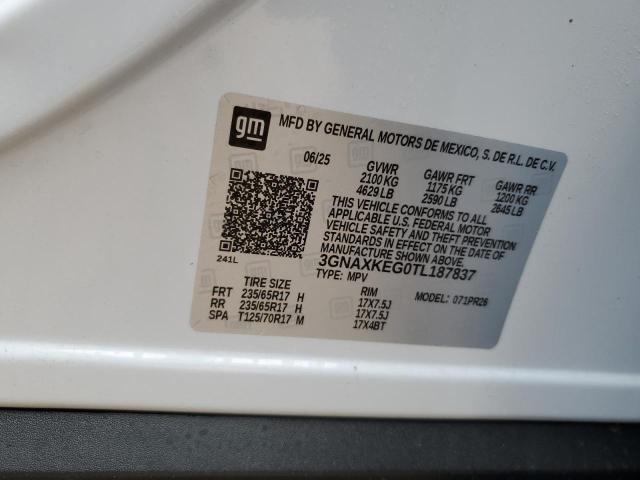 gm MFD BY GENERAL MOTORS DE MEXICO, S. DE R.L. DE C.V.
06/25 GVWR GAWR FRT GAWR RR
2100 KG 1175 KG 1200 KG
4629 LB 2590 LB 2645 LB
THIS VEHICLE CONFORMS TO ALL
APPLICABLE U.S. FEDERAL MOTOR
VEHICLE SAFETY AND THEFT PREVENTION
STANDARDS IN EFFECT ON THE DATE OF
MANUFACTURE SHOWN ABOVE.
241L 3GNAXKEG0TL187837
TYPE: MPV
TIRE SIZE RIM MODEL: 071PR26
FRT 235/65R17 H 17X7.5J
RR 235/65R17 H 17X7.5J
SPA T125/70R17 M 17X4BT